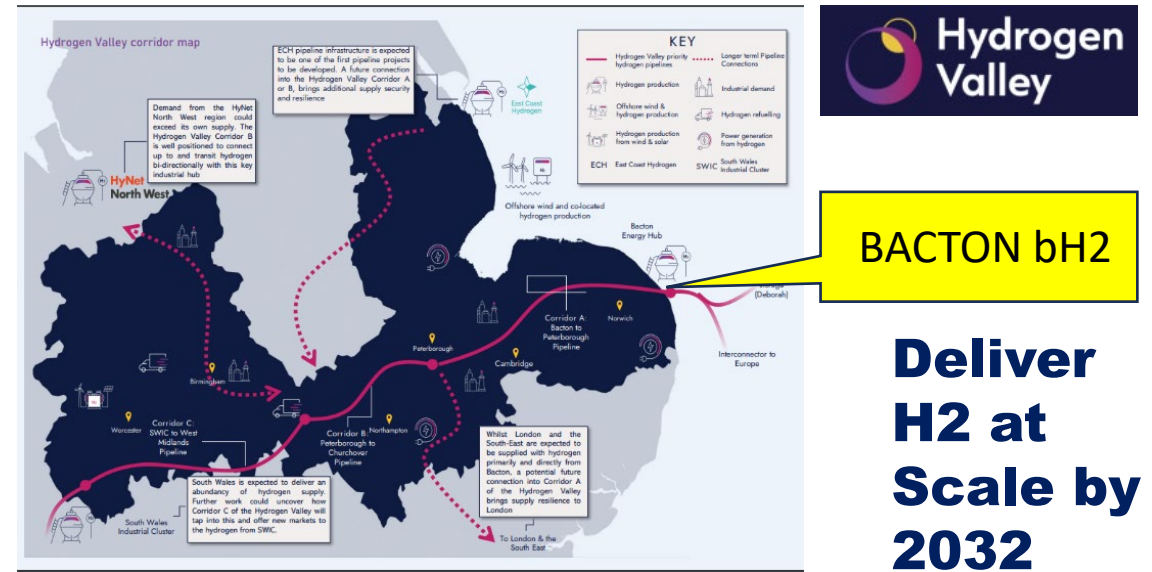 Hydrogen Valley corridor map
ECH pipeline infrastructure is expected
to be one of the first pipeline projects
to be developed. A future connection
into the Hydrogen Valley Corridor A
or B, brings additional supply security
and resilience
East Coast
Hydrogen
Demand from the HyNet
North West region could
exceed its own supply. The
Hydrogen Valley Corridor B
is well positioned to connect
up to and transit hydrogen
bi-directionally with this key
industrial hub
HyNet
North West
KEY
Hydrogen Valley priority
hydrogen pipelines
Longer term Pipeline
Connections
Hydrogen production
Industrial demand
Offshore wind &
hydrogen production
Hydrogen refuelling
Hydrogen production
from wind & solar
Power generation
from hydrogen
ECH East Coast Hydrogen
SWIC South Wales
Industrial Cluster
Offshore wind and co-located
hydrogen production
Bacton
Energy Hub
(Deborah)
Interconnector to
Europe
Corridor A:
Bacton to
Peterborough
Pipeline
Norwich
Peterborough
Cambridge
Birmingham
Worcester
Corridor C:
SWIC to West
Midlands
Pipeline
Corridor B:
Peterborough to
Churchover
Pipeline
Northampton
Whilst London and the
South-East are expected to
be supplied with hydrogen
primarily and directly from
Bacton, a potential future
connection into Corridor A
of the Hydrogen Valley
brings supply resilience to
London
South Wales is expected to deliver an
abundancy of hydrogen supply.
Further work could uncover how
Corridor C of the Hydrogen Valley will
tap into this and offer new markets to
the hydrogen from SWIC.
South Wales
Industrial Cluster
To London & the
South East
Hydrogen
Valley
BACTON bH2
Deliver
H2 at
Scale by
2032